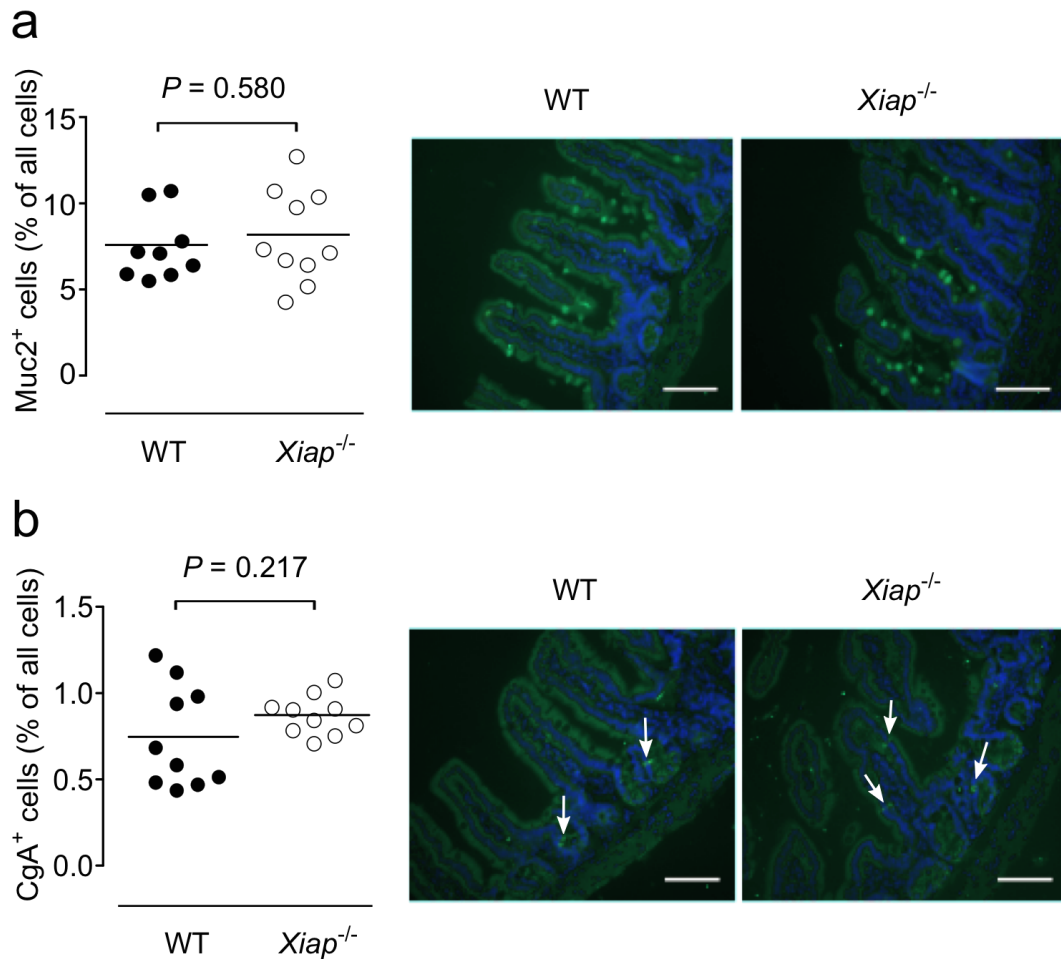 a
Muc2⁺ cells (% of all cells)
P = 0.580
15
10
5
0
WT
Xiap⁻/⁻
WT
Xiap⁻/⁻
b
CgA⁺ cells (% of all cells)
P = 0.217
1.5
1.0
0.5
0.0
WT
Xiap⁻/⁻
WT
Xiap⁻/⁻